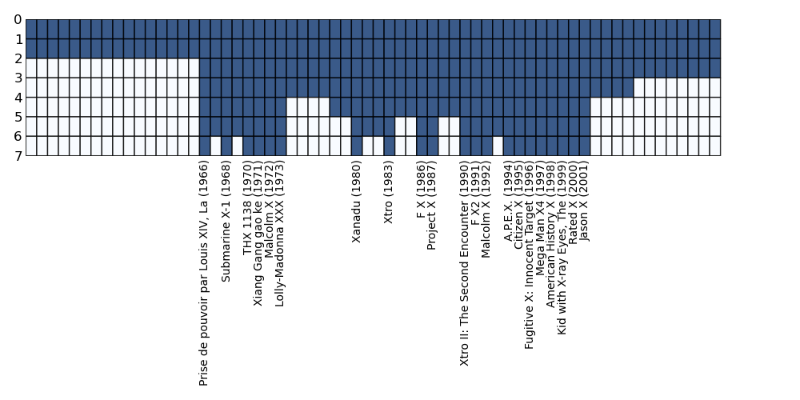 0
1
2
3
4
5
6
7
Prise de pouvoir par Louis XIV, La (1966)
Submarine X-1 (1968)
THX 1138 (1970)
Xiang Gang gao ke (1971)
Malcolm X (1972)
Lolly-Madonna XXX (1973)
Xanadu (1980)
Xtro (1983)
F X (1986)
Project X (1987)
Xtro II: The Second Encounter (1990)
F X2 (1991)
Malcolm X (1992)
A.P.E.X. (1994)
Citizen X (1995)
Fugitive X: Innocent Target (1996)
Mega Man X4 (1997)
American History X (1998)
Kid with X-ray Eyes, The (1999)
Rated X (2000)
Jason X (2001)